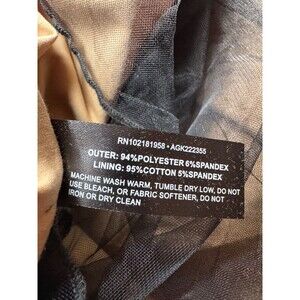 RN102181958 • AGK222355
OUTER: 94%POLYESTER 6%SPANDEX
LINING: 95%COTTON 5%SPANDEX
MACHINE WASH WARM, TUMBLE DRY LOW, DO NOT
USE BLEACH, OR FABRIC SOFTENER, DO NOT
IRON OR DRY CLEAN